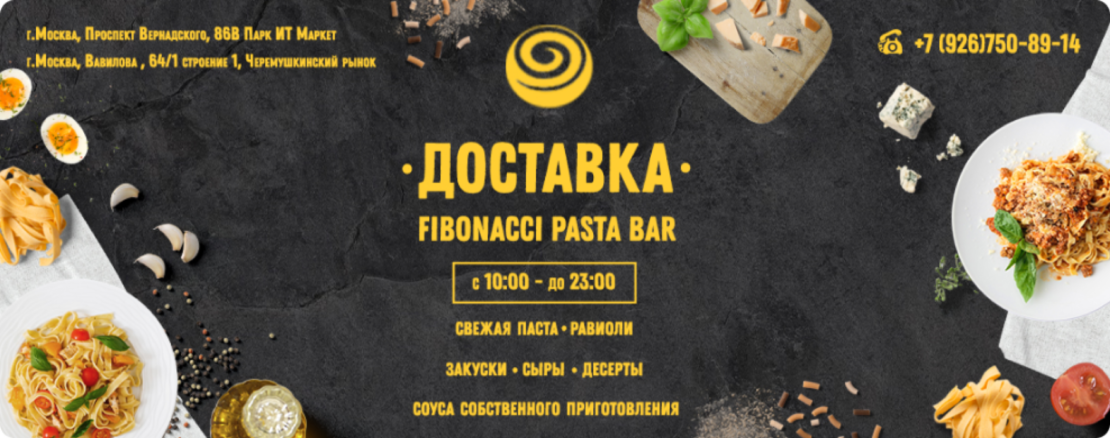 г.Москва, Проспект Вернадского, 86В Парк ИТ Маркет
г.Москва, Вавилова , 64/1 строение 1, Черемушкинский рынок
+7 (926)750-89-14
• ДОСТАВКА •
FIBONACCI PASTA BAR
с 10:00 - до 23:00
СВЕЖАЯ ПАСТА • РАВИОЛИ
ЗАКУСКИ • СЫРЫ • ДЕСЕРТЫ
СОУСА СОБСТВЕННОГО ПРИГОТОВЛЕНИЯ